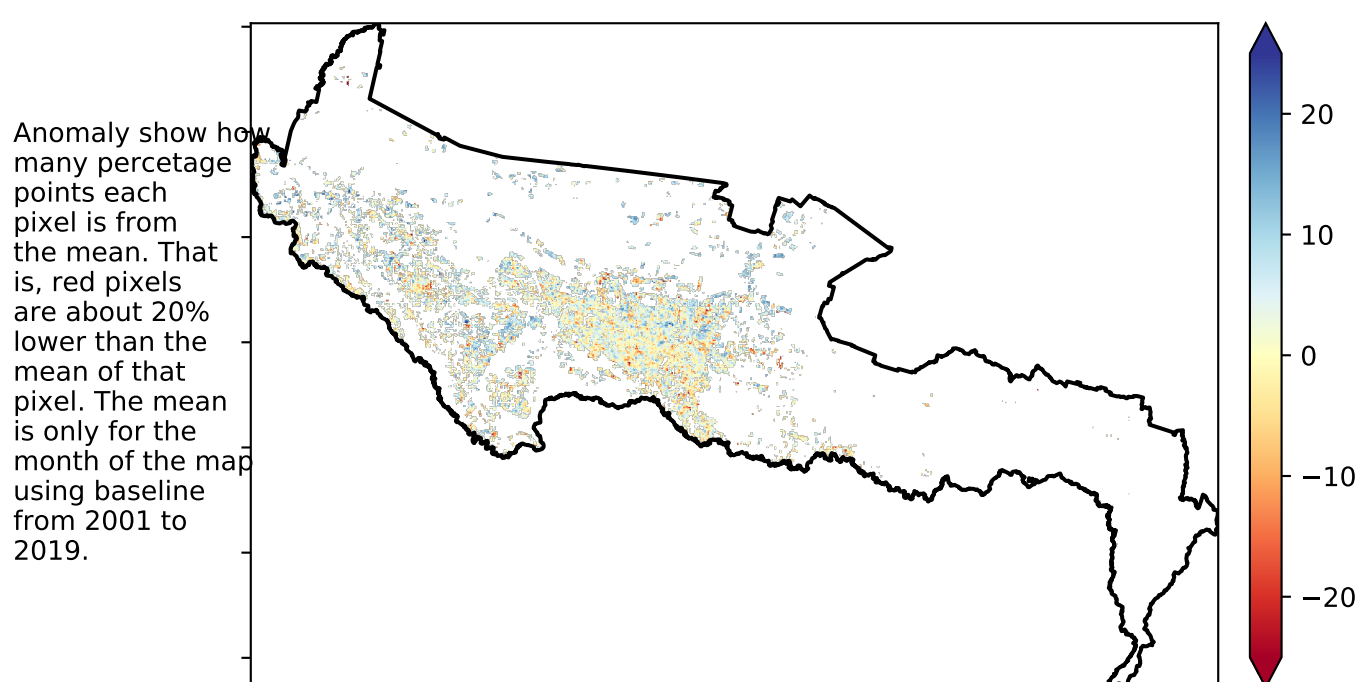 Anomaly show how
many percetage
points each
pixel is from
the mean. That
is, red pixels
are about 20%
lower than the
mean of that
pixel. The mean
is only for the
month of the map
using baseline
from 2001 to
2019.
20
10
0
−10
−20